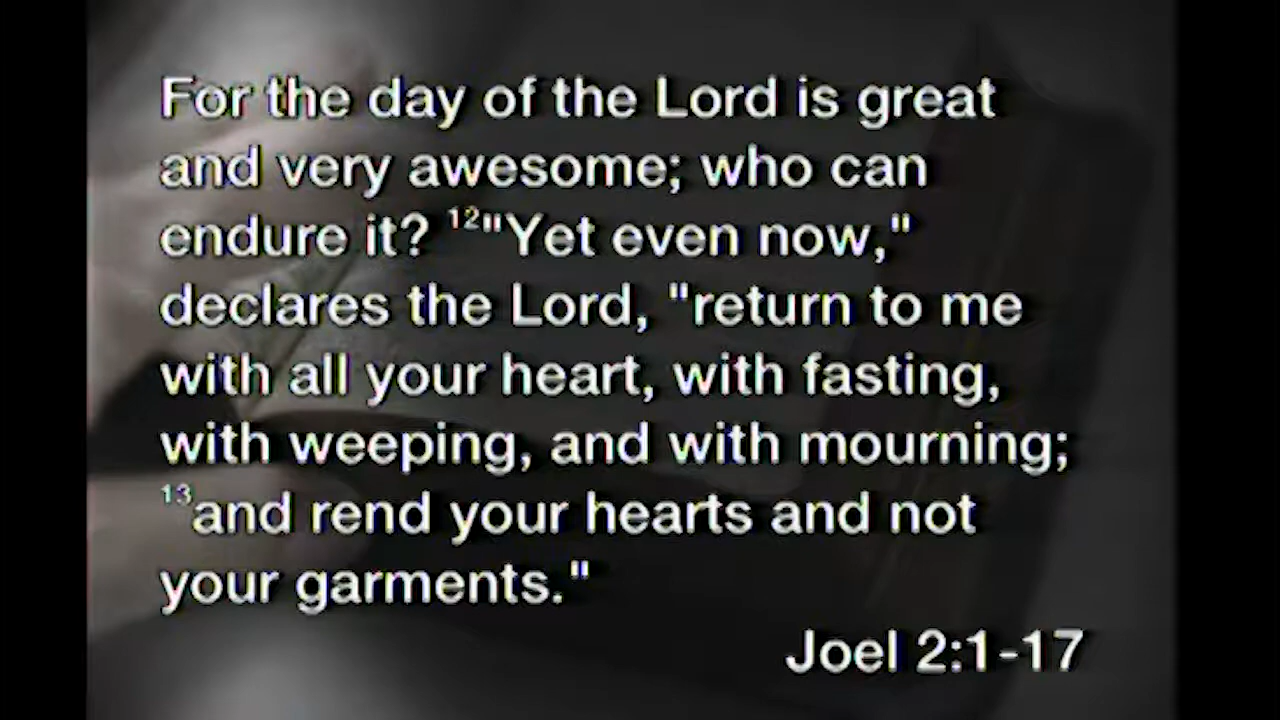 For the day of the Lord is great
and very awesome; who can
endure it? ¹²"Yet even now,"
declares the Lord, "return to me
with all your heart, with fasting,
with weeping, and with mourning;
¹³and rend your hearts and not
your garments."
Joel 2:1-17